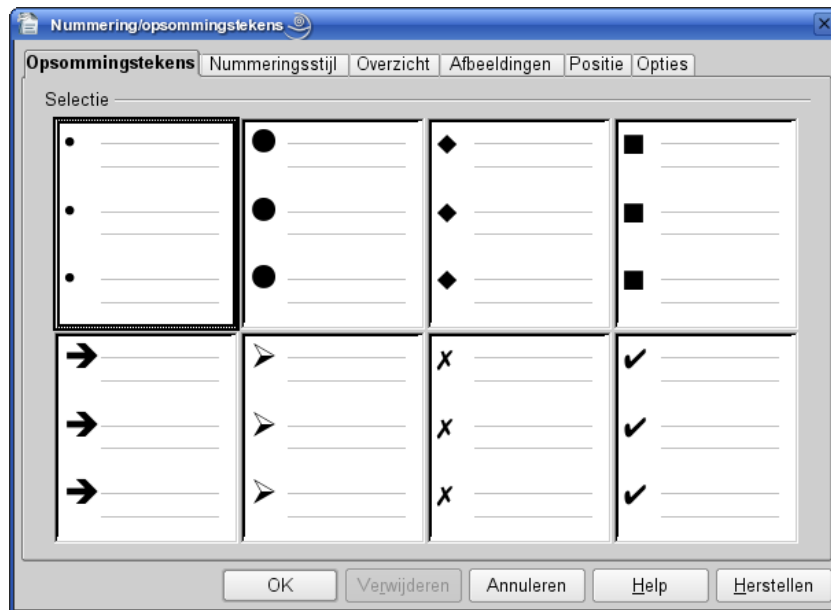 Nummering/opsommingstekens
Opsommingstekens Nummeringsstijl Overzicht Afbeeldingen Positie Opties
Selectie
OK Verwijderen Annuleren Help Herstellen